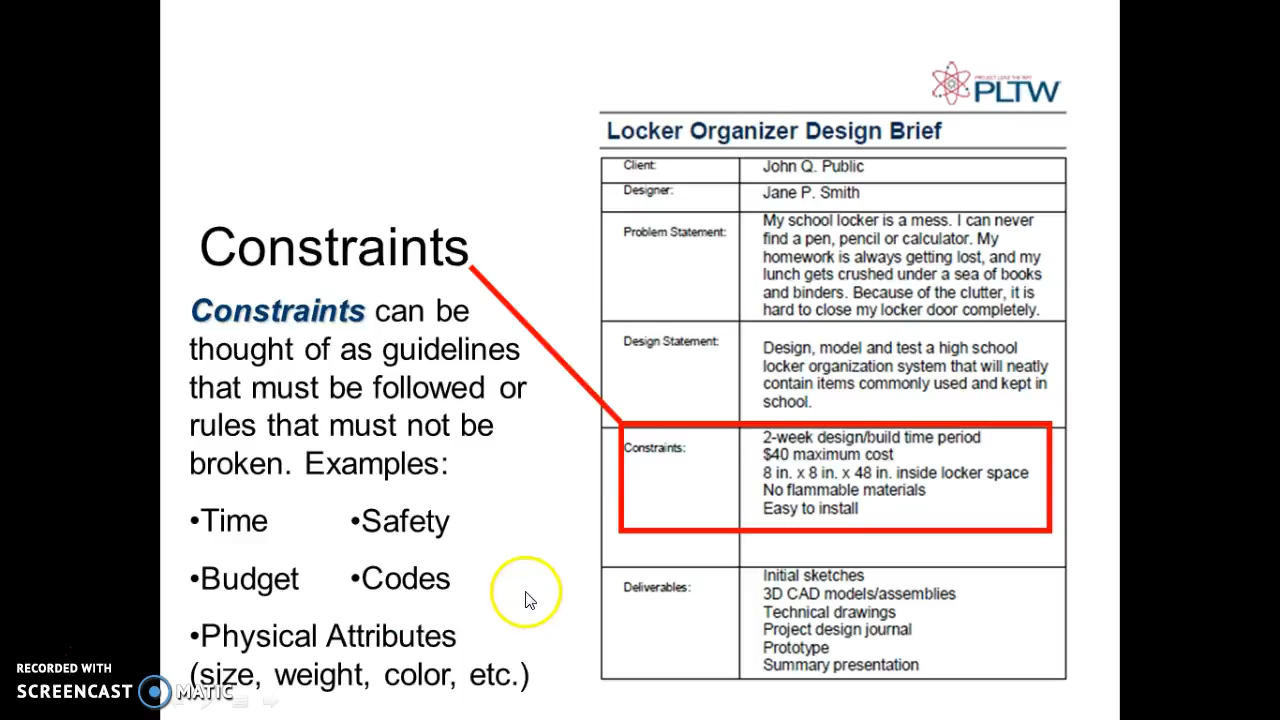 PROJECT LEAD THE WAY
PLTW
Locker Organizer Design Brief
Client: John Q. Public
Designer: Jane P. Smith
Problem Statement: My school locker is a mess. I can never
find a pen, pencil or calculator. My
homework is always getting lost, and my
lunch gets crushed under a sea of books
and binders. Because of the clutter, it is
hard to close my locker door completely.
Design Statement: Design, model and test a high school
locker organization system that will neatly
contain items commonly used and kept in
school.
Constraints: 2-week design/build time period
$40 maximum cost
8 in. x 8 in. x 48 in. inside locker space
No flammable materials
Easy to install
Deliverables: Initial sketches
3D CAD models/assemblies
Technical drawings
Project design journal
Prototype
Summary presentation
Constraints
Constraints can be
thought of as guidelines
that must be followed or
rules that must not be
broken. Examples:
•Time •Safety
•Budget •Codes
•Physical Attributes
(size, weight, color, etc.)
RECORDED WITH
SCREENCAST MATIC